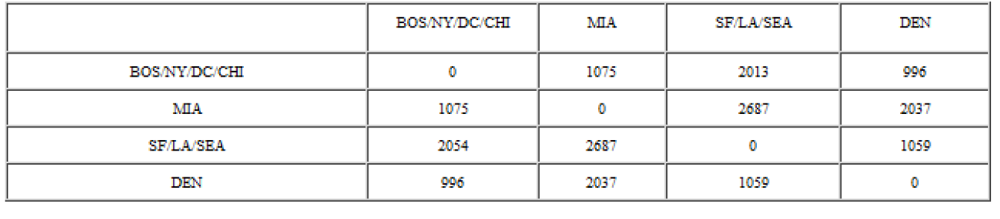 BOS/NY/DC/CHI MIA SF/LA/SEA DEN
BOS/NY/DC/CHI 0 1075 2013 996
MIA 1075 0 2687 2037
SF/LA/SEA 2054 2687 0 1059
DEN 996 2037 1059 0